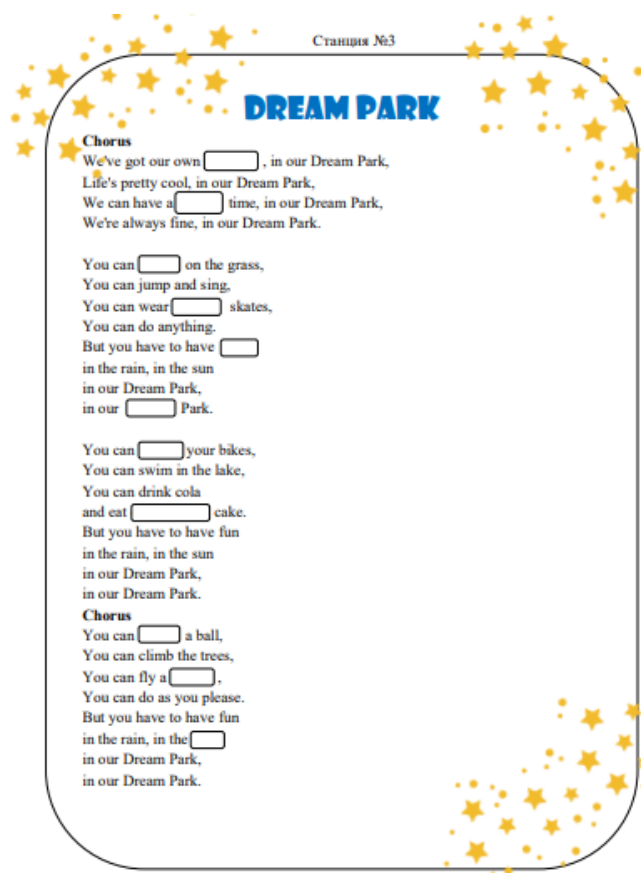 Станция №3
DREAM PARK
Chorus
We've got our own , in our Dream Park,
Life's pretty cool, in our Dream Park,
We can have a time, in our Dream Park,
We're always fine, in our Dream Park.
You can on the grass,
You can jump and sing,
You can wear skates,
You can do anything.
But you have to have
in the rain, in the sun
in our Dream Park,
in our Park.
You can your bikes,
You can swim in the lake,
You can drink cola
and eat cake.
But you have to have fun
in the rain, in the sun
in our Dream Park,
in our Dream Park.
Chorus
You can a ball,
You can climb the trees,
You can fly a ,
You can do as you please.
But you have to have fun
in the rain, in the
in our Dream Park,
in our Dream Park.